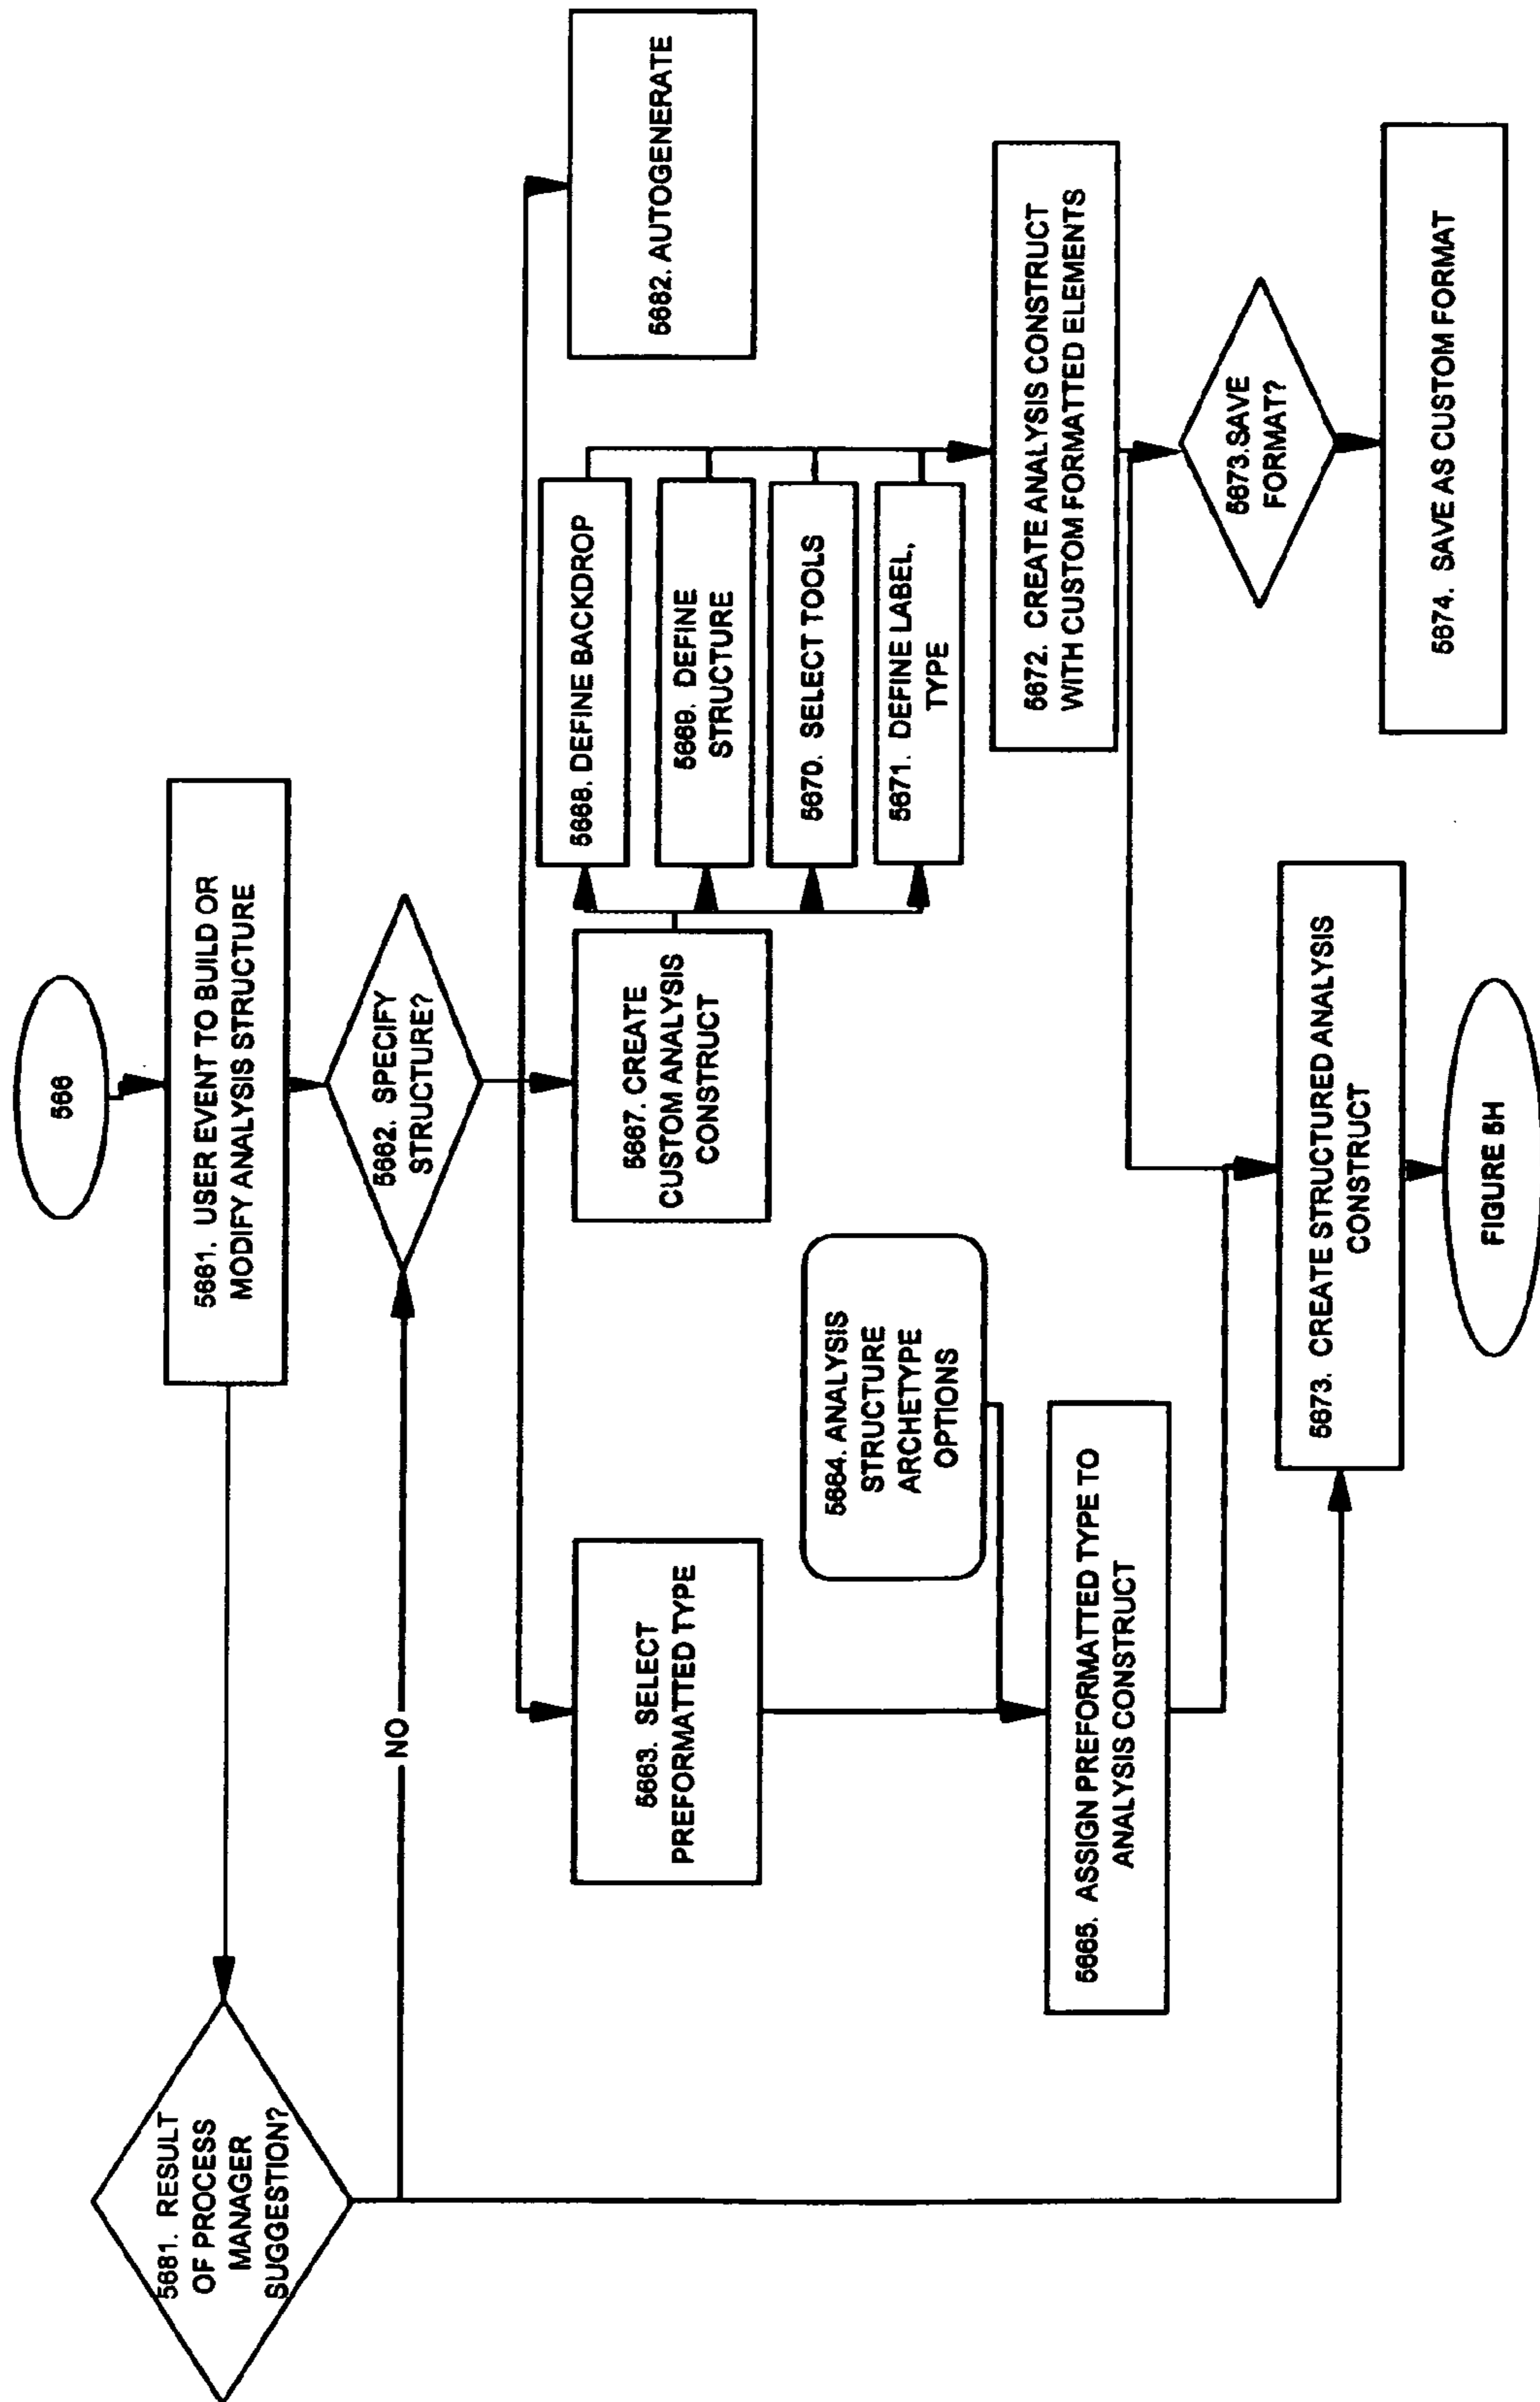 566
5661. USER EVENT TO BUILD OR
MODIFY ANALYSIS STRUCTURE
5681. RESULT
OF PROCESS
MANAGER
SUGGESTION?
5662. SPECIFY
STRUCTURE?
NO
5663. SELECT
PREFORMATTED TYPE
5667. CREATE
CUSTOM ANALYSIS
CONSTRUCT
5682. AUTOGENERATE
5668. DEFINE BACKDROP
5669. DEFINE
STRUCTURE
5670. SELECT TOOLS
5671. DEFINE LABEL,
TYPE
5664. ANALYSIS
STRUCTURE
ARCHETYPE
OPTIONS
5665. ASSIGN PREFORMATTED TYPE TO
ANALYSIS CONSTRUCT
5672. CREATE ANALYSIS CONSTRUCT
WITH CUSTOM FORMATTED ELEMENTS
5673.SAVE
FORMAT?
5673. CREATE STRUCTURED ANALYSIS
CONSTRUCT
5674. SAVE AS CUSTOM FORMAT
FIGURE 5H